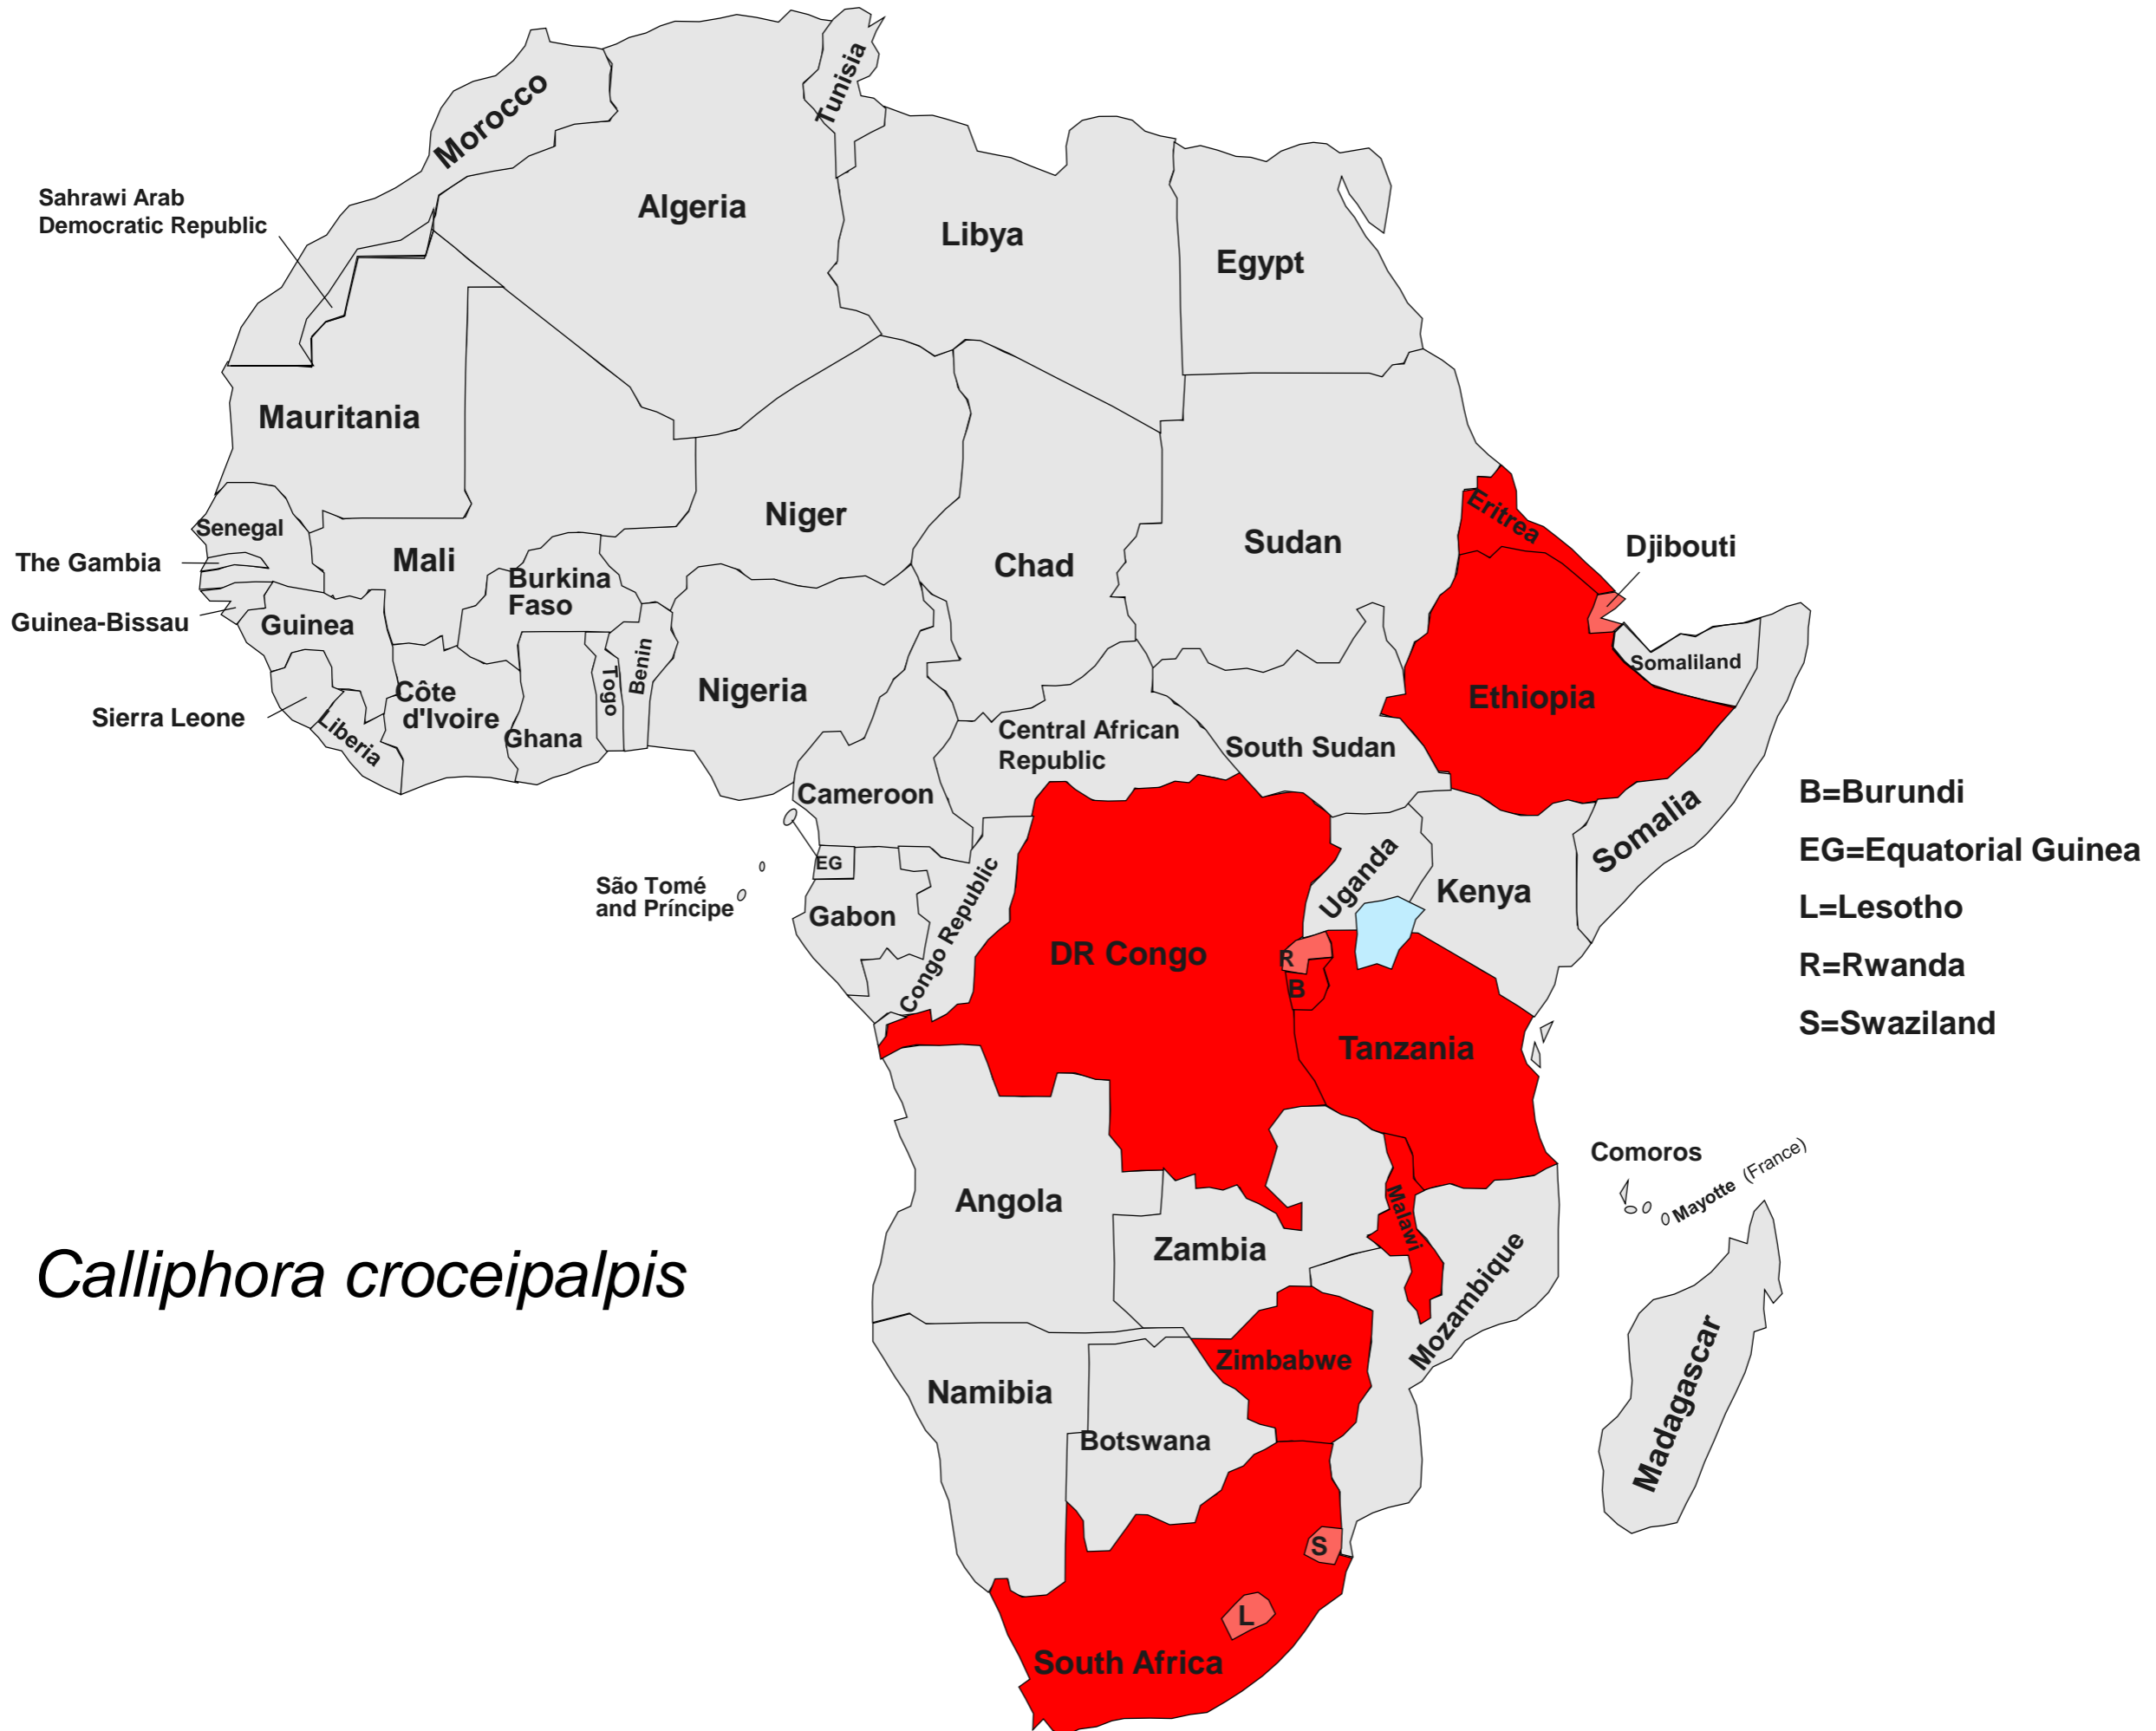 Tunisia
Morocco
Sahrawi Arab
Democratic Republic
Algeria
Libya
Egypt
Mauritania
Senegal
The Gambia
Guinea-Bissau
Guinea
Sierra Leone
Liberia
Mali
Burkina
Faso
Côte
d'Ivoire
Ghana
Togo
Benin
Niger
Nigeria
Chad
Sudan
Eritrea
Djibouti
Somaliland
Ethiopia
Central African
Republic
South Sudan
Cameroon
Somalia
EG
São Tomé
and Príncipe
Gabon
Congo Republic
Uganda
Kenya
DR Congo
R
B
Tanzania
B=Burundi
EG=Equatorial Guinea
L=Lesotho
R=Rwanda
S=Swaziland
Comoros
Mayotte (France)
Angola
Zambia
Malawi
Mozambique
Calliphora croceipalpis
Zimbabwe
Namibia
Botswana
Madagascar
S
L
South Africa